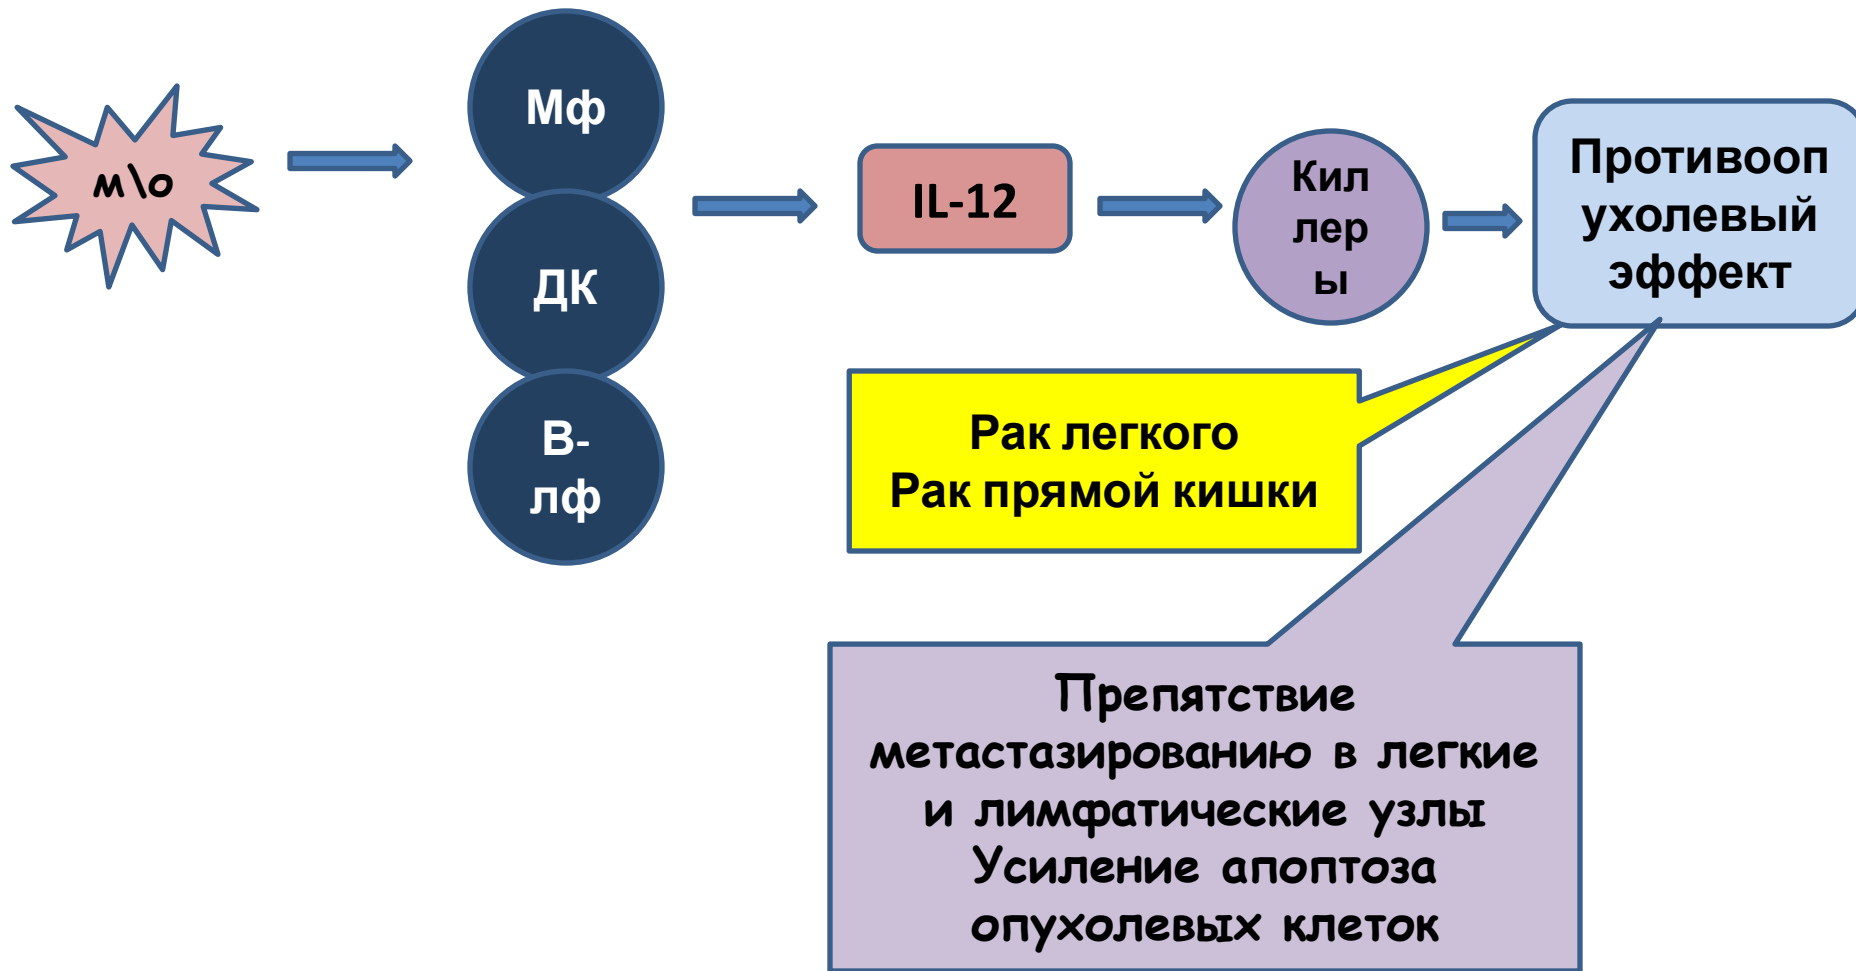 м\о
Мф
ДК
В-
лф
IL-12
Кил
лер
ы
Противооп
ухолевый
эффект
Рак легкого
Рак прямой кишки
Препятствие
метастазированию в легкие
и лимфатические узлы
Усиление апоптоза
опухолевых клеток